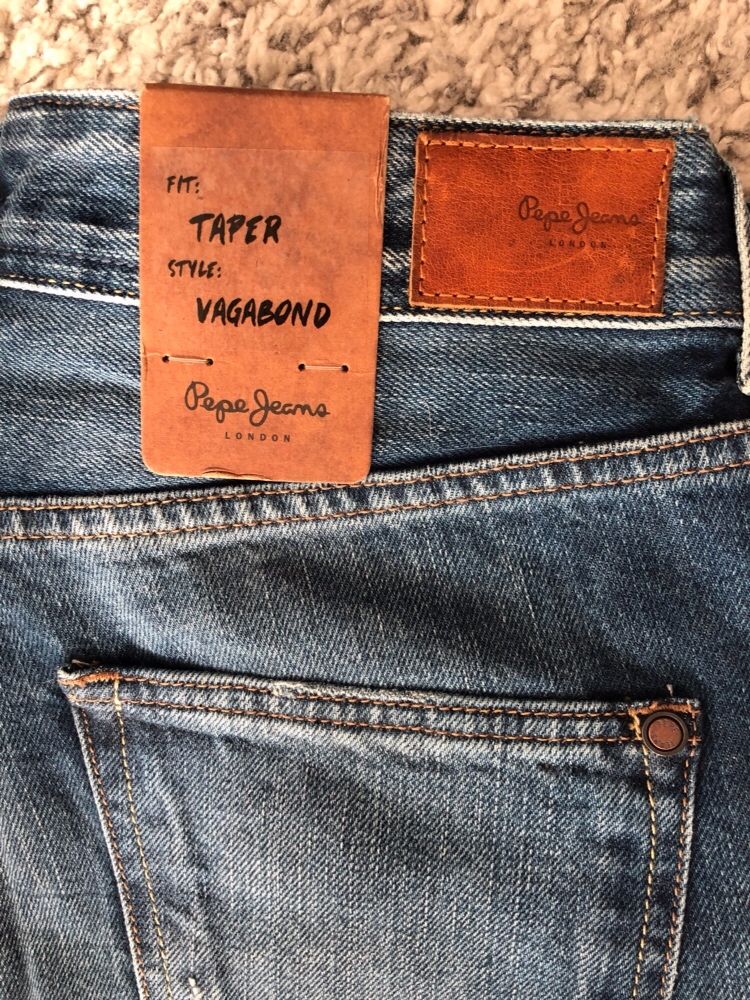 FIT:
TAPER
STYLE:
VAGABOND
Pepe Jeans
LONDON
Pepe Jeans
LONDON